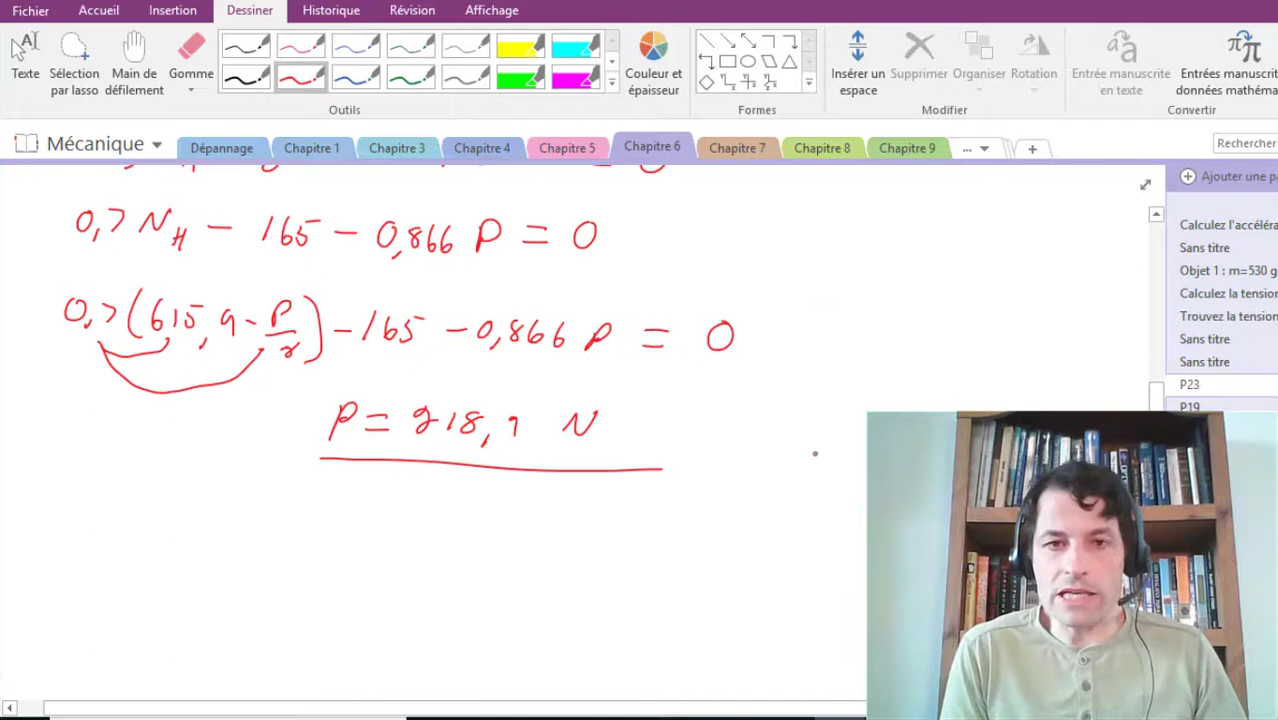 Fichier Accueil Insertion Dessiner Historique Révision Affichage
Texte Sélection par lasso Main de défilement Gomme Couleur et épaisseur Insérer un espace Supprimer Organiser Rotation Entrée manuscrite en texte Entrées manuscrit données mathéma
Outils Formes Modifier Convertir
Mécanique Dépannage Chapitre 1 Chapitre 3 Chapitre 4 Chapitre 5 Chapitre 6 Chapitre 7 Chapitre 8 Chapitre 9 ... + Rechercher
Ajouter une pa
Calculez l'accéléra
Sans titre
Objet 1 : m=530 g
Calculez la tension
Trouvez la tension
Sans titre
Sans titre
P23
P19
0,7 N_H - 165 - 0,866 P = 0
0,7 (615,9 - P/2) - 165 - 0,866 P = 0
P = 218, N